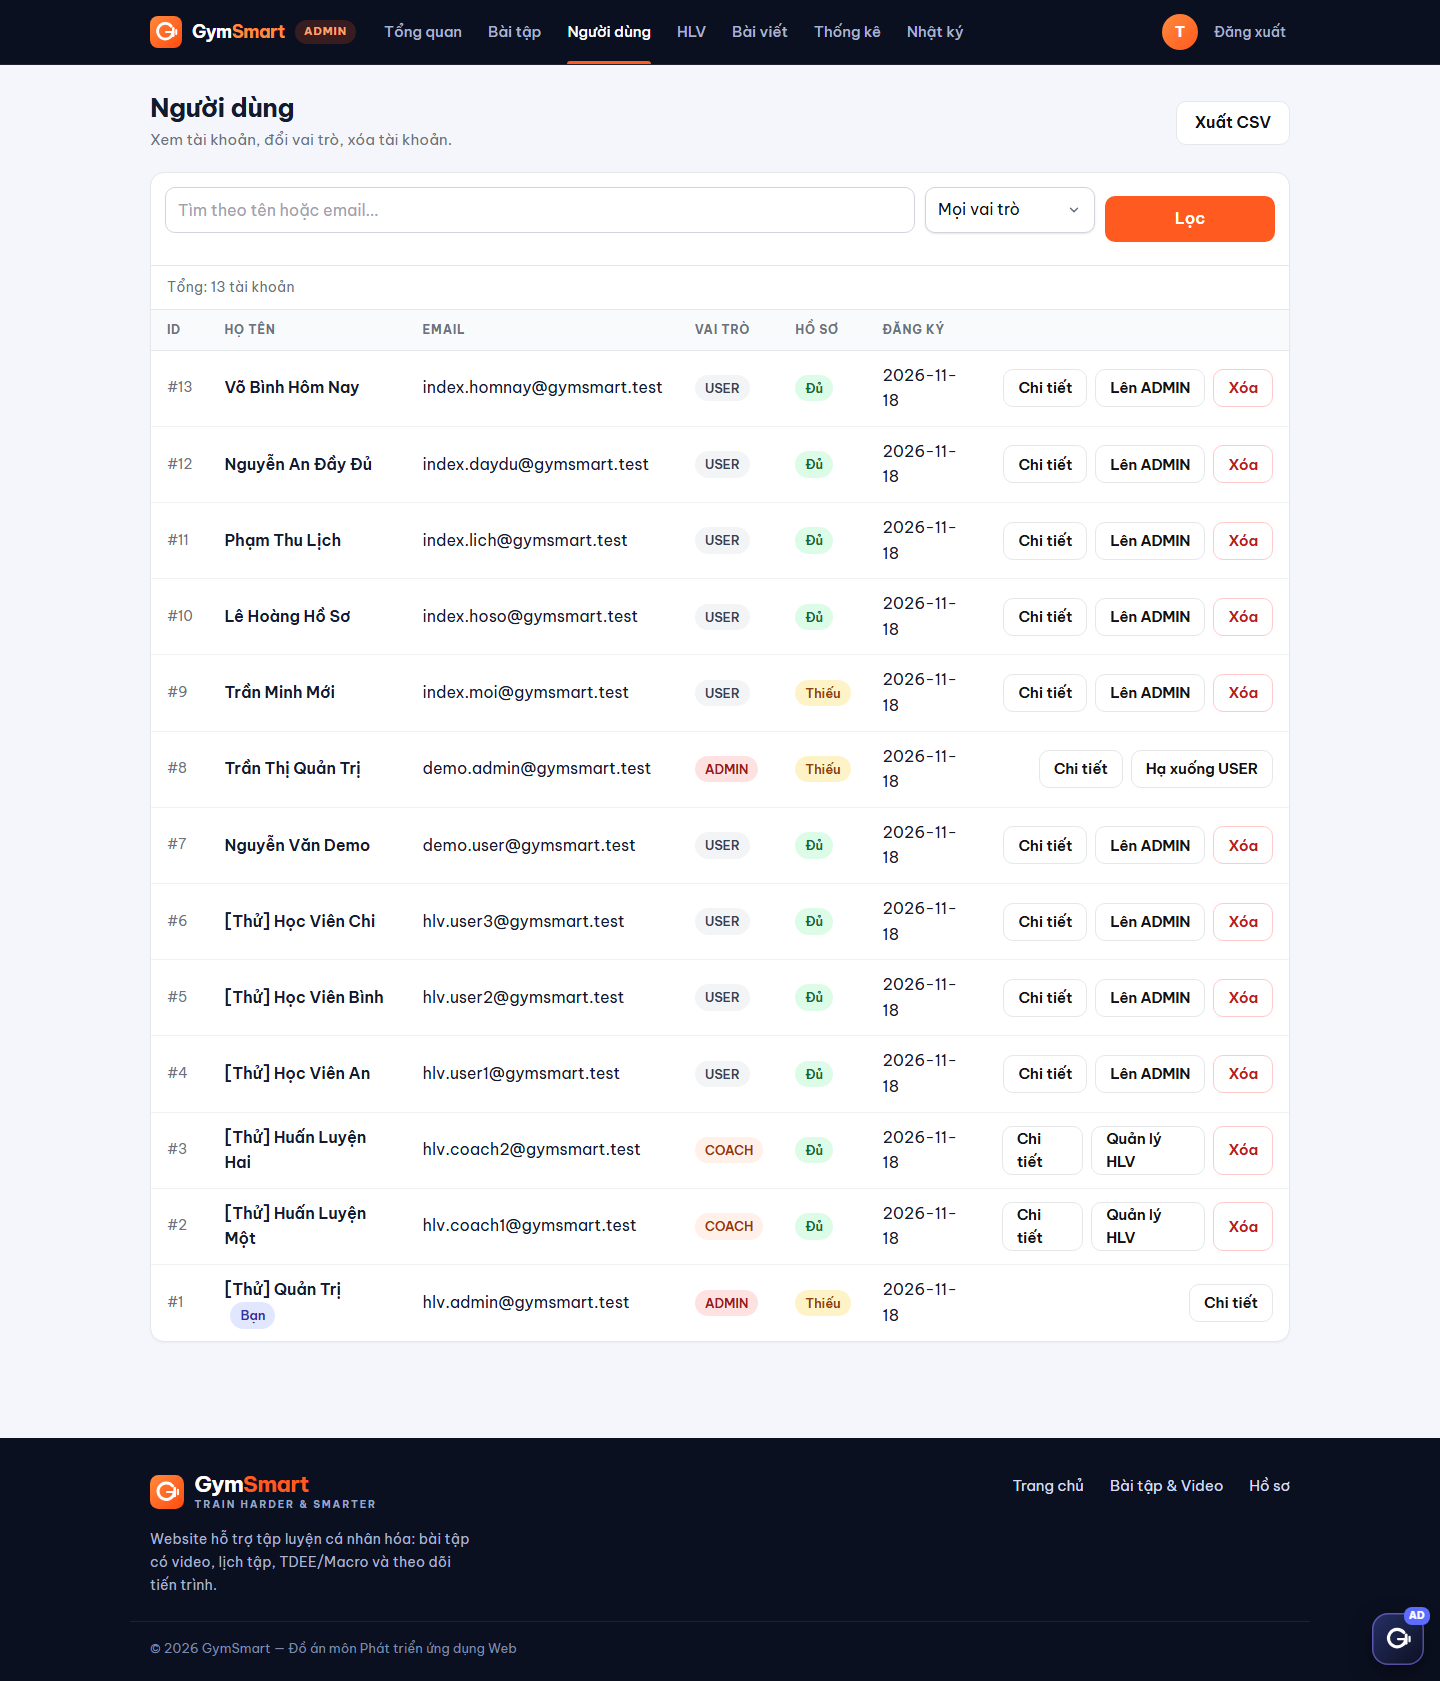 GymSmart ADMIN Tổng quan Bài tập Người dùng HLV Bài viết Thống kê Nhật ký T Đăng xuất
Người dùng
Xem tài khoản, đổi vai trò, xóa tài khoản.
Xuất CSV
Tìm theo tên hoặc email... Mọi vai trò Lọc
Tổng: 13 tài khoản
ID HỌ TÊN EMAIL VAI TRÒ HỒ SƠ ĐĂNG KÝ
#13 Võ Bình Hôm Nay index.homnay@gymsmart.test USER Đủ 2026-11-18 Chi tiết Lên ADMIN Xóa
#12 Nguyễn An Đầy Đủ index.daydu@gymsmart.test USER Đủ 2026-11-18 Chi tiết Lên ADMIN Xóa
#11 Phạm Thu Lịch index.lich@gymsmart.test USER Đủ 2026-11-18 Chi tiết Lên ADMIN Xóa
#10 Lê Hoàng Hồ Sơ index.hoso@gymsmart.test USER Đủ 2026-11-18 Chi tiết Lên ADMIN Xóa
#9 Trần Minh Mới index.moi@gymsmart.test USER Thiếu 2026-11-18 Chi tiết Lên ADMIN Xóa
#8 Trần Thị Quản Trị demo.admin@gymsmart.test ADMIN Thiếu 2026-11-18 Chi tiết Hạ xuống USER
#7 Nguyễn Văn Demo demo.user@gymsmart.test USER Đủ 2026-11-18 Chi tiết Lên ADMIN Xóa
#6 [Thử] Học Viên Chi hlv.user3@gymsmart.test USER Đủ 2026-11-18 Chi tiết Lên ADMIN Xóa
#5 [Thử] Học Viên Bình hlv.user2@gymsmart.test USER Đủ 2026-11-18 Chi tiết Lên ADMIN Xóa
#4 [Thử] Học Viên An hlv.user1@gymsmart.test USER Đủ 2026-11-18 Chi tiết Lên ADMIN Xóa
#3 [Thử] Huấn Luyện Hai hlv.coach2@gymsmart.test COACH Đủ 2026-11-18 Chi tiết Quản lý HLV Xóa
#2 [Thử] Huấn Luyện Một hlv.coach1@gymsmart.test COACH Đủ 2026-11-18 Chi tiết Quản lý HLV Xóa
#1 [Thử] Quản Trị Bạn hlv.admin@gymsmart.test ADMIN Thiếu 2026-11-18 Chi tiết
GymSmart
TRAIN HARDER & SMARTER
Trang chủ Bài tập & Video Hồ sơ
Website hỗ trợ tập luyện cá nhân hóa: bài tập
có video, lịch tập, TDEE/Macro và theo dõi
tiến trình.
© 2026 GymSmart — Đồ án môn Phát triển ứng dụng Web
AD